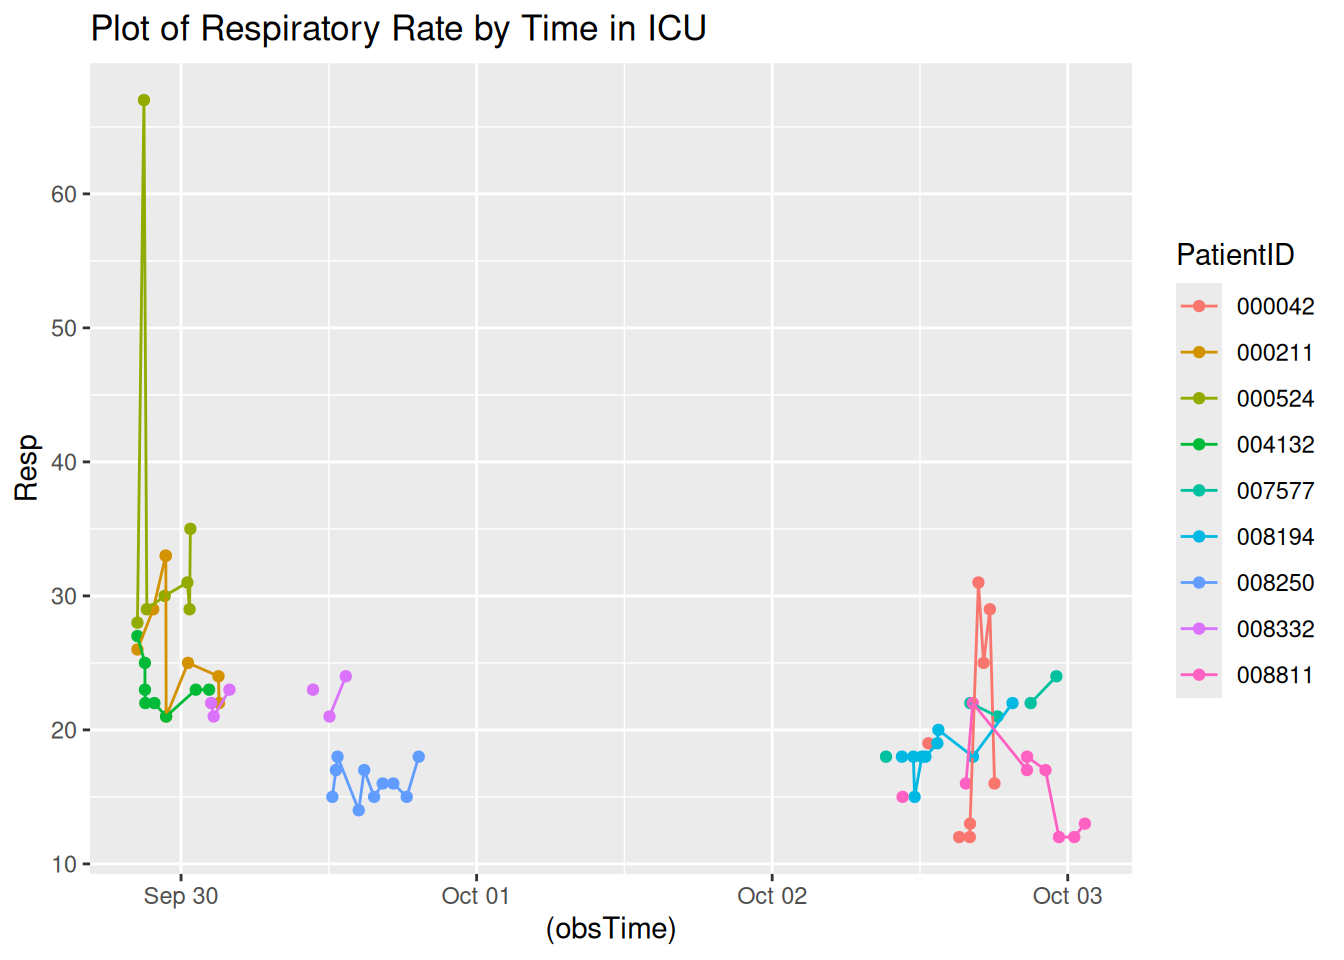 Plot of Respiratory Rate by Time in ICU
60
50
40
30
20
10
Resp
Sep 30
Oct 01
Oct 02
Oct 03
(obsTime)
PatientID
000042
000211
000524
004132
007577
008194
008250
008332
008811